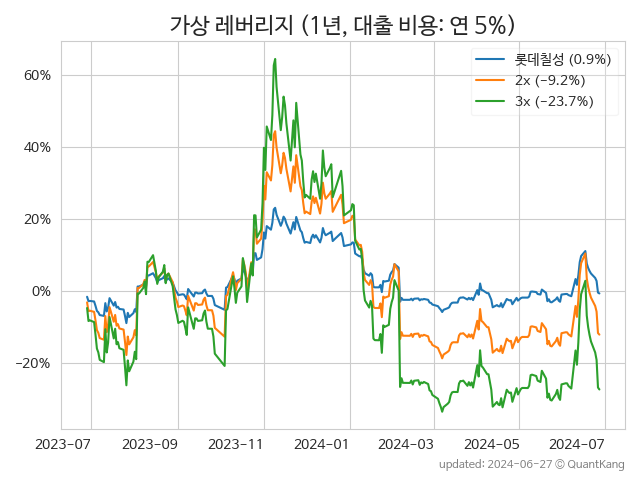 가상 레버리지 (1년, 대출 비용: 연 5%)
롯데칠성 (0.9%)
2x (−9.2%)
3x (−23.7%)
60%
40%
20%
0%
−20%
2023-07 2023-09 2023-11 2024-01 2024-03 2024-05 2024-07
updated: 2024-06-27 © QuantKang